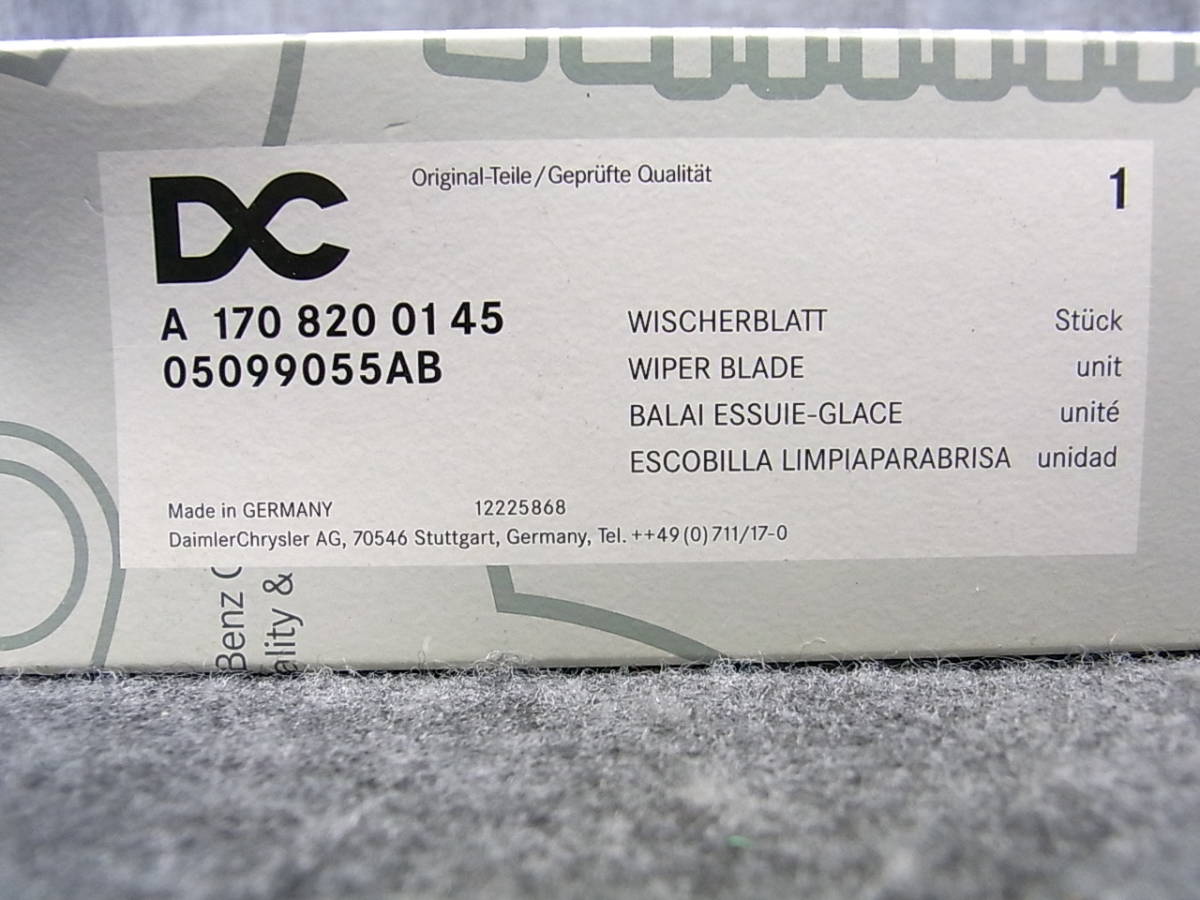 DC
Original-Teile/Geprüfte Qualität
1
A 170 820 01 45
05099055AB
WISCHERBLATT Stück
WIPER BLADE unit
BALAI ESSUIE-GLACE unité
ESCOBILLA LIMPIAPARABRISA unidad
Made in GERMANY 12225868
DaimlerChrysler AG, 70546 Stuttgart, Germany, Tel. ++49(0)711/17-0
Benz
&